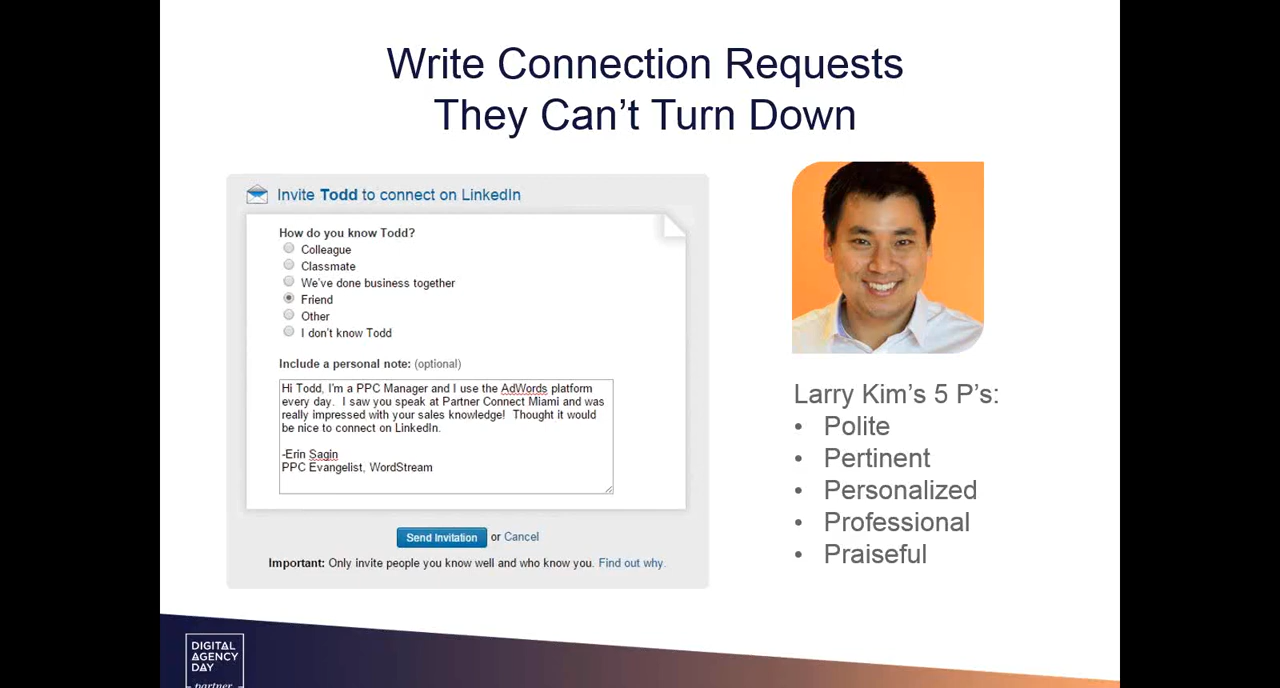 Write Connection Requests
They Can't Turn Down
Invite Todd to connect on LinkedIn
How do you know Todd?
Colleague
Classmate
We've done business together
Friend
Other
I don't know Todd
Include a personal note: (optional)
Hi Todd, I'm a PPC Manager and I use the AdWords platform
every day.  I saw you speak at Partner Connect Miami and was
really impressed with your sales knowledge!  Thought it would
be nice to connect on LinkedIn.
-Erin Sagin
PPC Evangelist, WordStream
Send Invitation or Cancel
Important: Only invite people you know well and who know you. Find out why.
Larry Kim's 5 P's:
• Polite
• Pertinent
• Personalized
• Professional
• Praiseful
DIGITAL
AGENCY
DAY
partner